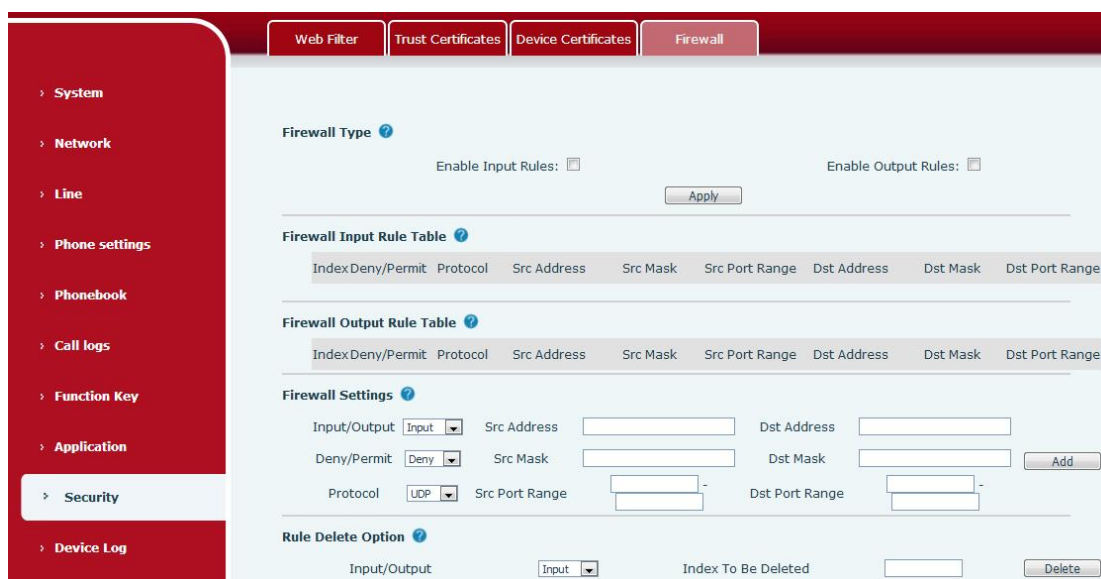 Web Filter Trust Certificates Device Certificates Firewall
› System
› Network
› Line
› Phone settings
› Phonebook
› Call logs
› Function Key
› Application
› Security
› Device Log
Firewall Type ?
Enable Input Rules: Enable Output Rules:
Apply
Firewall Input Rule Table ?
Index Deny/Permit Protocol Src Address Src Mask Src Port Range Dst Address Dst Mask Dst Port Range
Firewall Output Rule Table ?
Index Deny/Permit Protocol Src Address Src Mask Src Port Range Dst Address Dst Mask Dst Port Range
Firewall Settings ?
Input/Output Input Src Address Dst Address
Deny/Permit Deny Src Mask Dst Mask Add
Protocol UDP Src Port Range - Dst Port Range -
Rule Delete Option ?
Input/Output Input Index To Be Deleted Delete